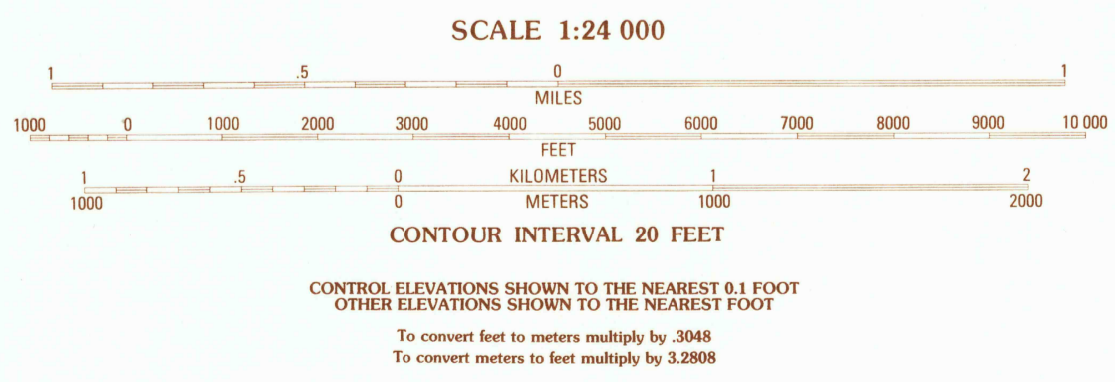 SCALE 1:24 000
1 .5 0 1
MILES
1000 0 1000 2000 3000 4000 5000 6000 7000 8000 9000 10 000
FEET
1 .5 0 KILOMETERS 1 2
1000 0 METERS 1000 2000
CONTOUR INTERVAL 20 FEET
CONTROL ELEVATIONS SHOWN TO THE NEAREST 0.1 FOOT
OTHER ELEVATIONS SHOWN TO THE NEAREST FOOT
To convert feet to meters multiply by .3048
To convert meters to feet multiply by 3.2808